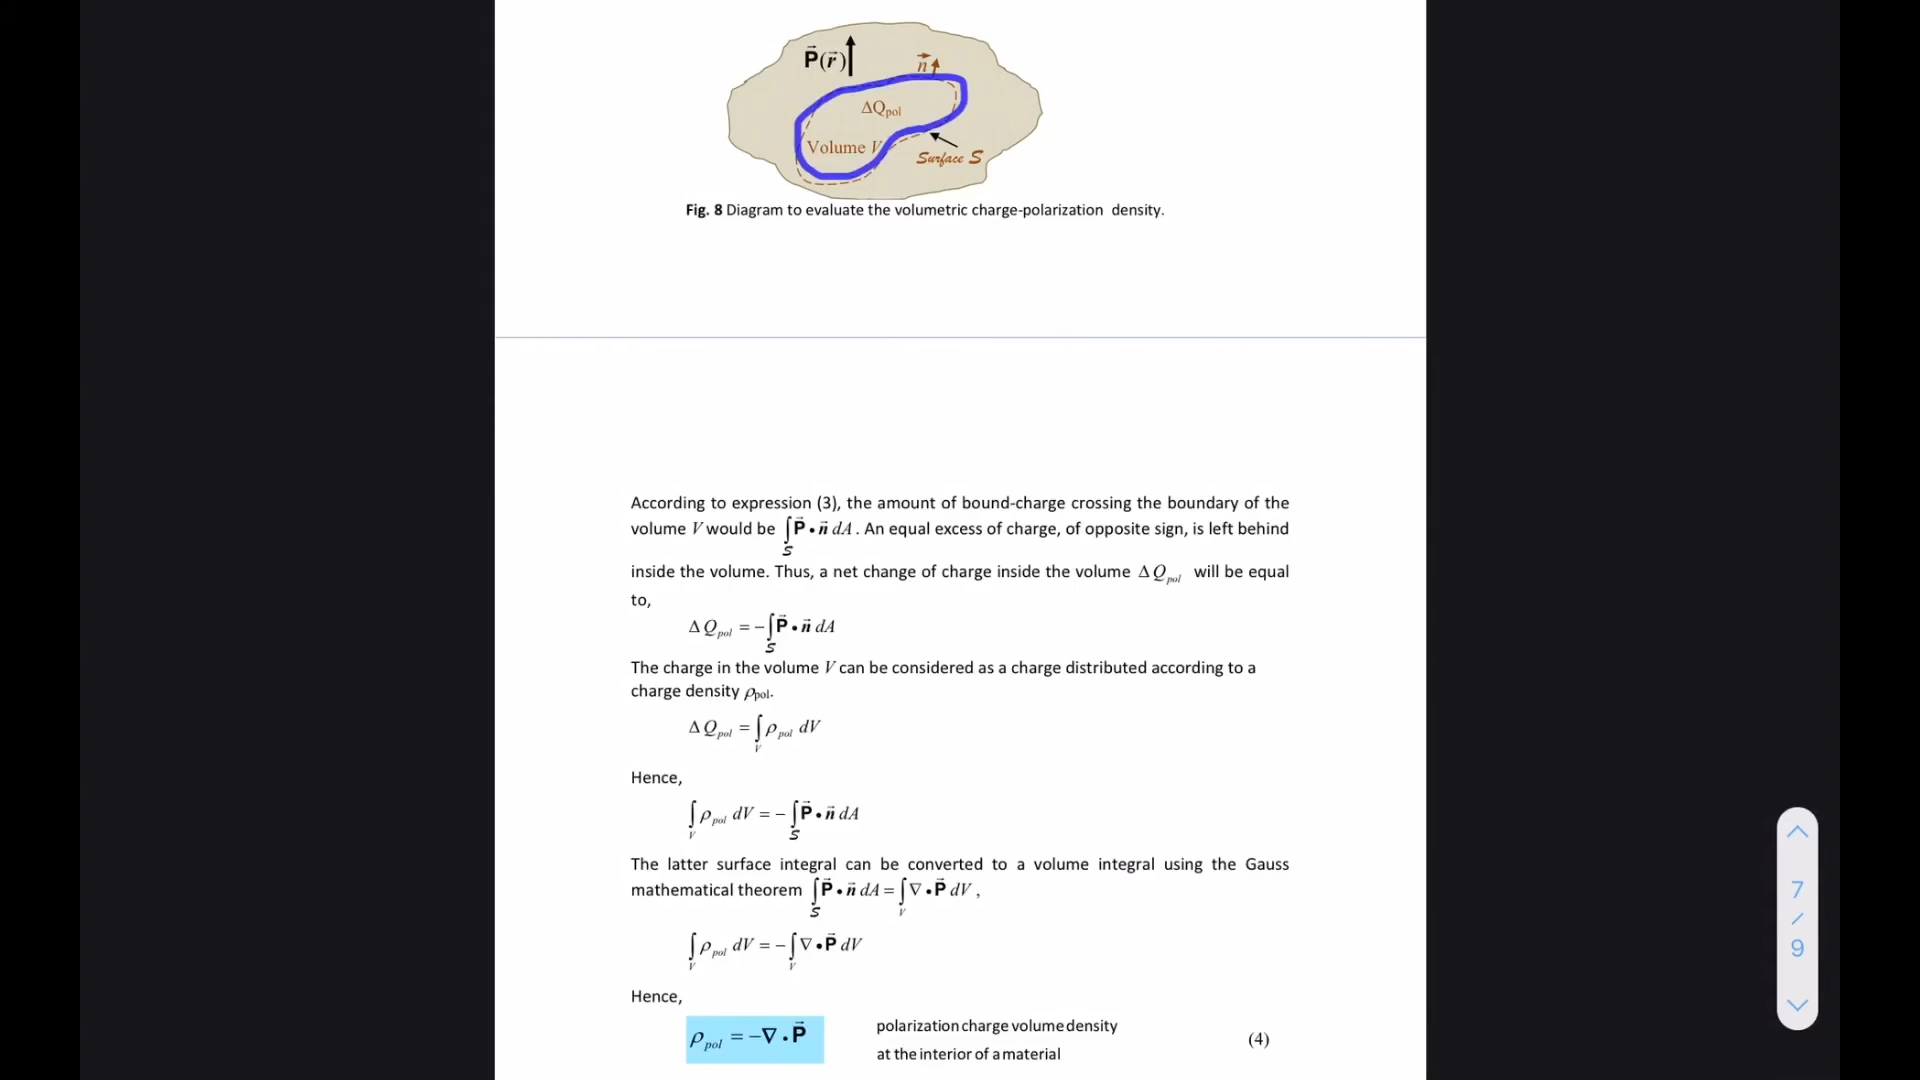 P⃗(r⃗)
n⃗
ΔQpol
Volume V
Surface S
Fig. 8 Diagram to evaluate the volumetric charge-polarization density.
According to expression (3), the amount of bound-charge crossing the boundary of the
volume V would be ∫S P⃗ • n⃗ dA . An equal excess of charge, of opposite sign, is left behind
inside the volume. Thus, a net change of charge inside the volume Δ Qpol will be equal
to,
Δ Qpol = − ∫S P⃗ • n⃗ dA
The charge in the volume V can be considered as a charge distributed according to a
charge density ρpol.
Δ Qpol = ∫V ρpol dV
Hence,
∫V ρpol dV = − ∫S P⃗ • n⃗ dA
The latter surface integral can be converted to a volume integral using the Gauss
mathematical theorem ∫S P⃗ • n⃗ dA = ∫V ∇ • P⃗ dV ,
∫V ρpol dV = − ∫V ∇ • P⃗ dV
Hence,
ρpol = −∇ • P⃗
polarization charge volume density
at the interior of a material
(4)
7
/
9